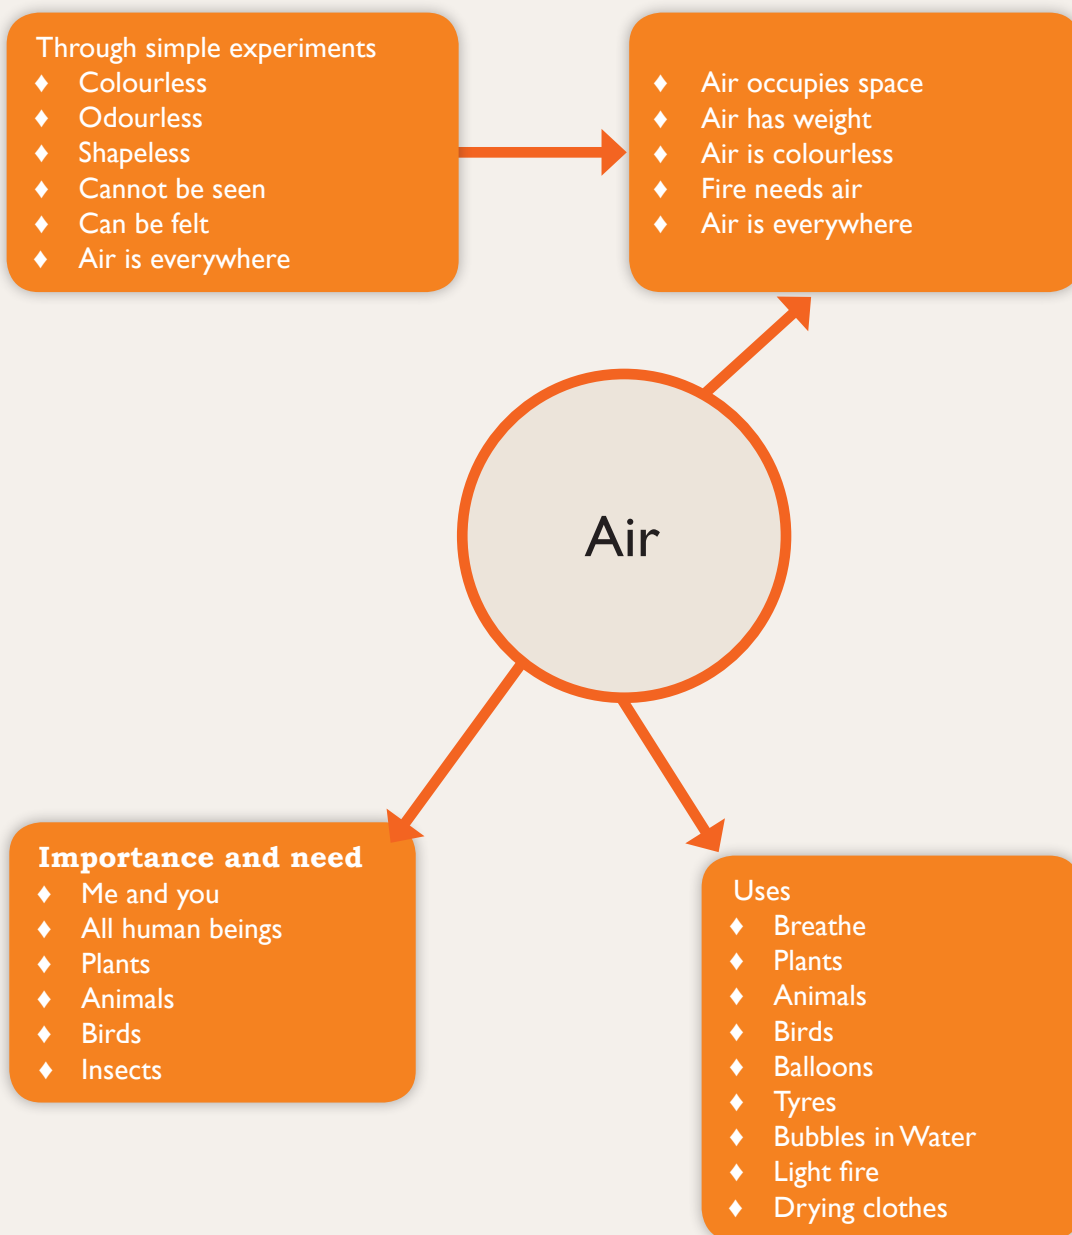 Through simple experiments
♦ Colourless
♦ Odourless
♦ Shapeless
♦ Cannot be seen
♦ Can be felt
♦ Air is everywhere
♦ Air occupies space
♦ Air has weight
♦ Air is colourless
♦ Fire needs air
♦ Air is everywhere
Air
Importance and need
♦ Me and you
♦ All human beings
♦ Plants
♦ Animals
♦ Birds
♦ Insects
Uses
♦ Breathe
♦ Plants
♦ Animals
♦ Birds
♦ Balloons
♦ Tyres
♦ Bubbles in Water
♦ Light fire
♦ Drying clothes